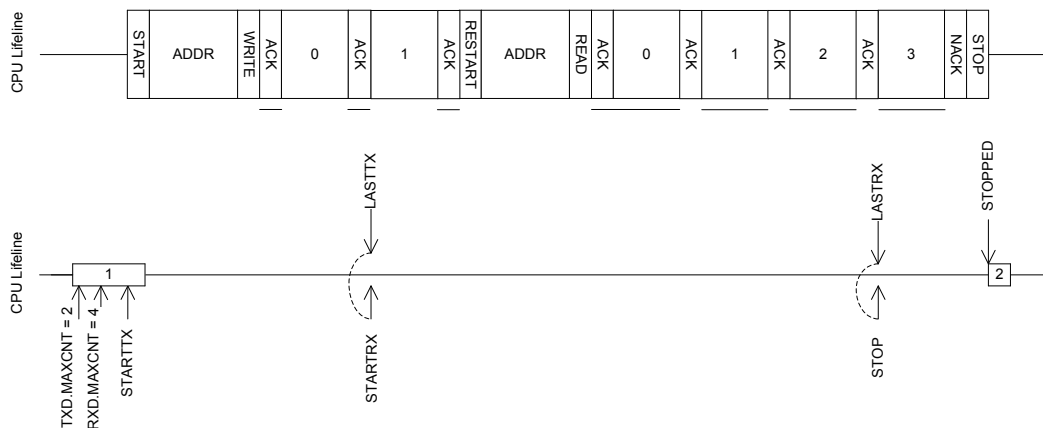 CPU Lifeline
START
ADDR
WRITE
ACK
0
ACK
1
ACK
RESTART
ADDR
READ
ACK
0
ACK
1
ACK
2
ACK
3
NACK
STOP
LASTTX
LASTRX
STOPPED
CPU Lifeline
1
2
TXD.MAXCNT = 2
RXD.MAXCNT = 4
STARTTX
STARTRX
STOP